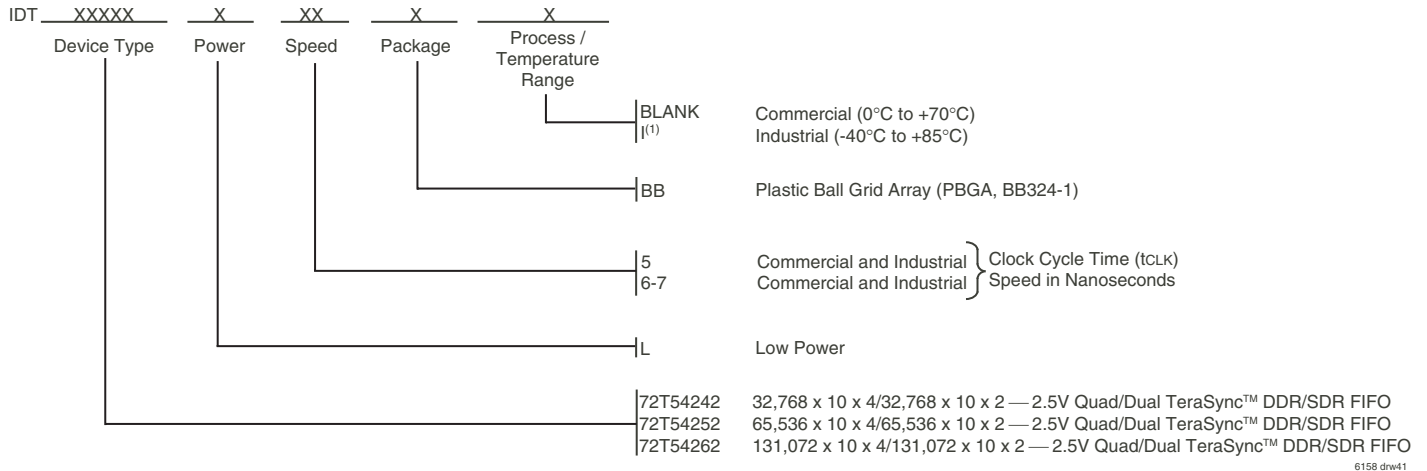 IDT XXXXX X XX X X
Device Type Power Speed Package Process / Temperature Range
BLANK Commercial (0°C to +70°C)
I(1) Industrial (-40°C to +85°C)
BB Plastic Ball Grid Array (PBGA, BB324-1)
5 Commercial and Industrial Clock Cycle Time (tCLK)
6-7 Commercial and Industrial Speed in Nanoseconds
L Low Power
72T54242 32,768 x 10 x 4/32,768 x 10 x 2 — 2.5V Quad/Dual TeraSync™ DDR/SDR FIFO
72T54252 65,536 x 10 x 4/65,536 x 10 x 2 — 2.5V Quad/Dual TeraSync™ DDR/SDR FIFO
72T54262 131,072 x 10 x 4/131,072 x 10 x 2 — 2.5V Quad/Dual TeraSync™ DDR/SDR FIFO
6158 drw41